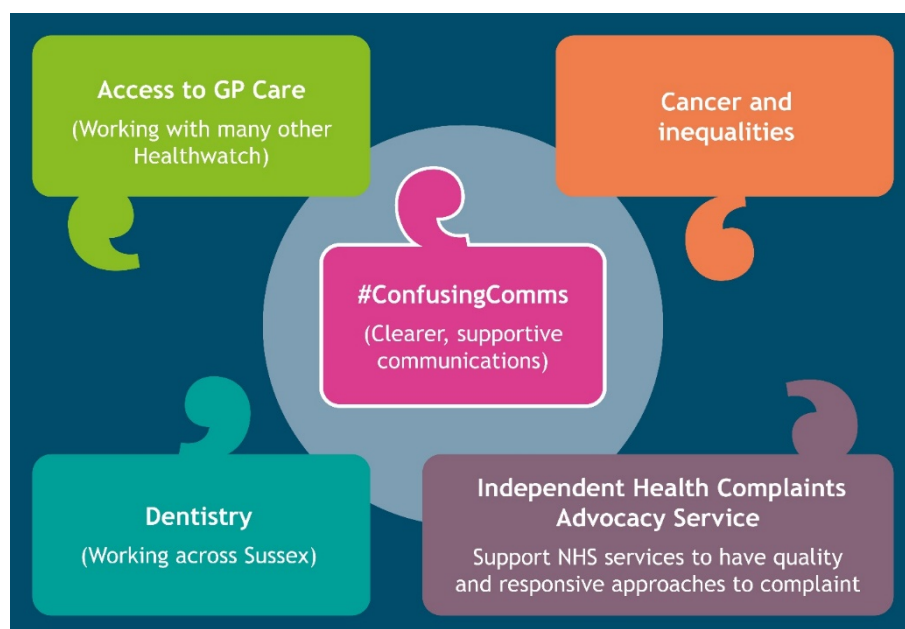 Access to GP Care
(Working with many other
Healthwatch)
Cancer and
inequalities
#ConfusingComms
(Clearer, supportive
communications)
Dentistry
(Working across Sussex)
Independent Health Complaints
Advocacy Service
Support NHS services to have quality
and responsive approaches to complaint